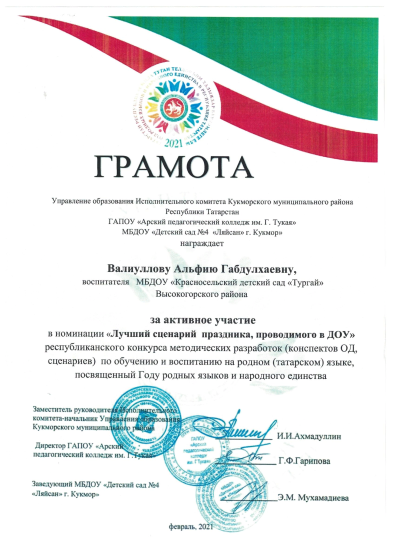 2021
ГРАМОТА
Управление образования Исполнительного комитета Кукморского муниципального района
Республики Татарстан
ГАПОУ «Арский педагогический колледж им. Г. Тукая»
МБДОУ «Детский сад №4 «Ляйсан» г. Кукмор»
награждает
Валиуллову Альфию Габдулхаевну,
воспитателя МБДОУ «Красносельский детский сад «Тургай»
Высокогорского района
за активное участие
в номинации «Лучший сценарий праздника, проводимого в ДОУ»
республиканского конкурса методических разработок (конспектов ОД,
сценариев) по обучению и воспитанию на родном (татарском) языке,
посвященный Году родных языков и народного единства
Заместитель руководителя Исполнительного
комитета-начальник Управления образования
Кукморского муниципального района
И.И.Ахмадуллин
Директор ГАПОУ «Арский
педагогический колледж им. Г. Тукая»
Г.Ф.Гарипова
Заведующий МБДОУ «Детский сад №4
«Ляйсан» г. Кукмор»
Э.М. Мухамадиева
февраль, 2021